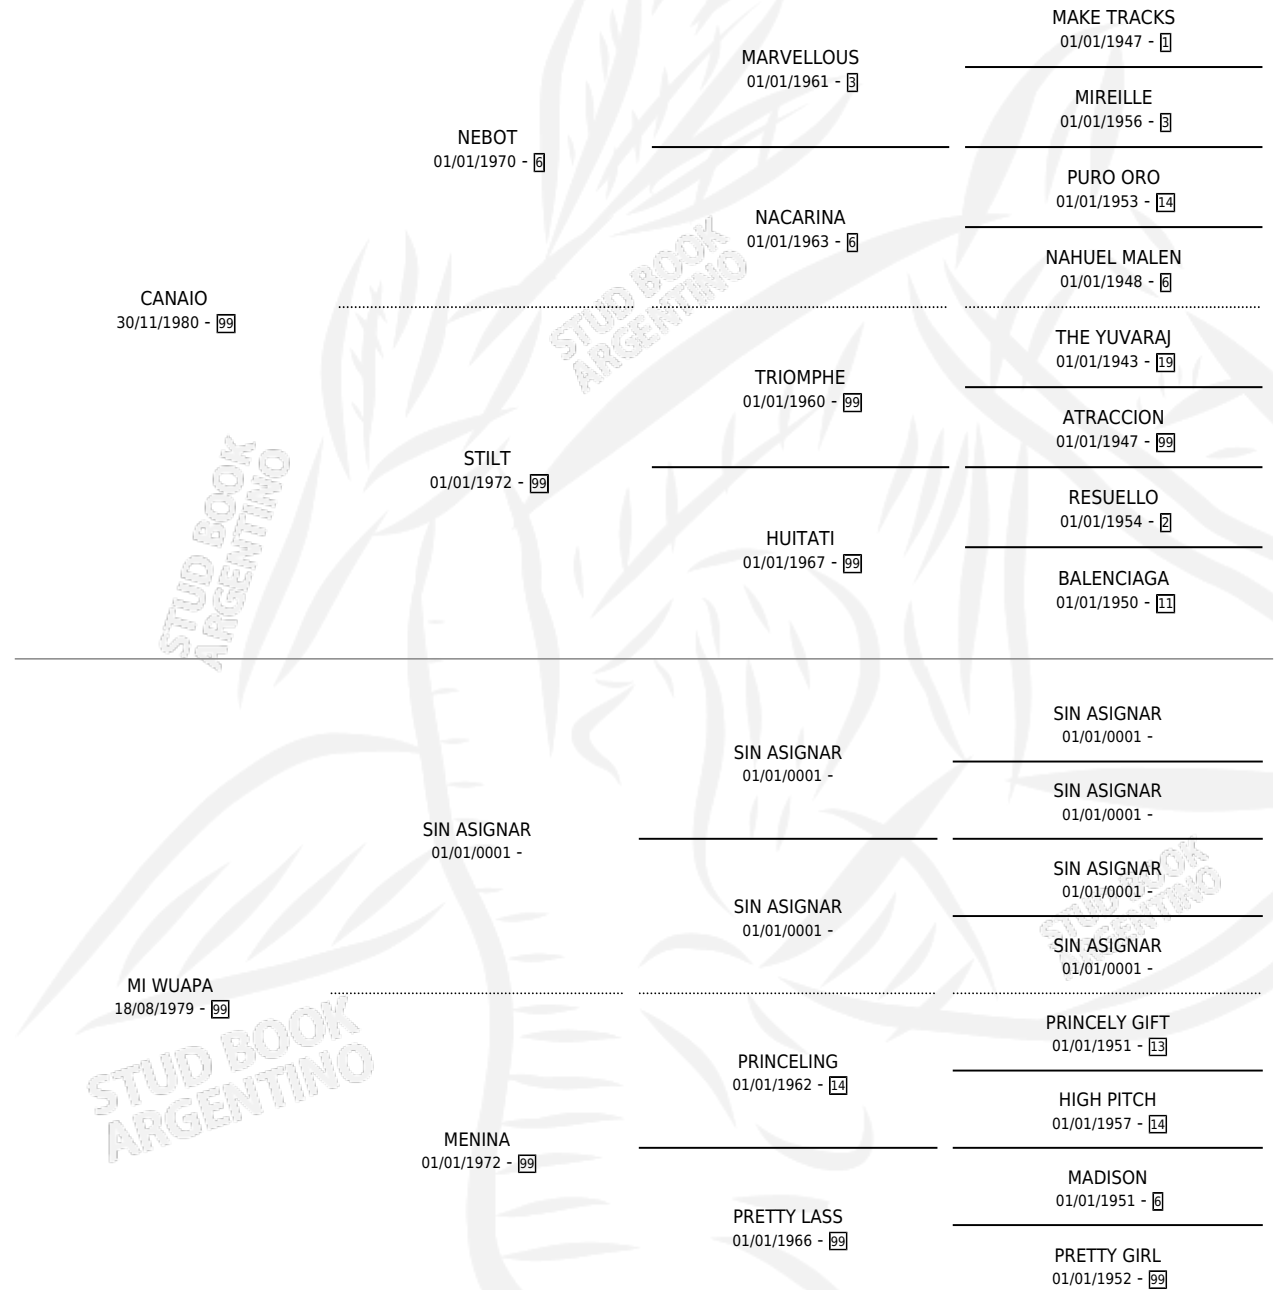 MAKE TRACKS
01/01/1947 - 1
MARVELLOUS
01/01/1961 - 3
MIREILLE
01/01/1956 - 3
NEBOT
01/01/1970 - 6
PURO ORO
01/01/1953 - 14
NACARINA
01/01/1963 - 6
NAHUEL MALEN
01/01/1948 - 6
CANAIO
30/11/1980 - 99
STUD BOOK
ARGENTINO
THE YUVARAJ
01/01/1943 - 19
TRIOMPHE
01/01/1960 - 99
ATRACCION
01/01/1947 - 99
STILT
01/01/1972 - 99
RESUELLO
01/01/1954 - 2
HUITATI
01/01/1967 - 99
BALENCIAGA
01/01/1950 - 11
STUD BOOK
ARGENTINO
SIN ASIGNAR
01/01/0001 -
SIN ASIGNAR
01/01/0001 -
SIN ASIGNAR
01/01/0001 -
SIN ASIGNAR
01/01/0001 -
SIN ASIGNAR
01/01/0001 -
SIN ASIGNAR
01/01/0001 -
SIN ASIGNAR
01/01/0001 -
STUD BOOK
ARGENTINO
MI WUAPA
18/08/1979 - 99
PRINCELY GIFT
01/01/1951 - 13
PRINCELING
01/01/1962 - 14
HIGH PITCH
01/01/1957 - 14
STUD BOOK
ARGENTINO
MENINA
01/01/1972 - 99
MADISON
01/01/1951 - 6
PRETTY LASS
01/01/1966 - 99
PRETTY GIRL
01/01/1952 - 99